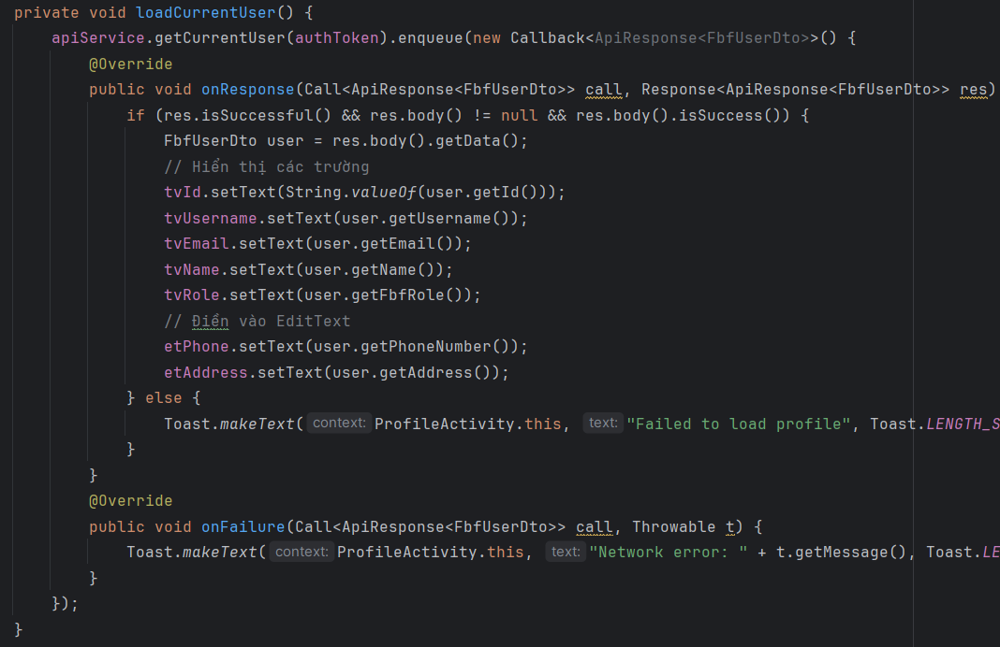 private void loadCurrentUser() {
    apiService.getCurrentUser(authToken).enqueue(new Callback<ApiResponse<FbfUserDto>>() {
        @Override
        public void onResponse(Call<ApiResponse<FbfUserDto>> call, Response<ApiResponse<FbfUserDto>> res)
            if (res.isSuccessful() && res.body() != null && res.body().isSuccess()) {
                FbfUserDto user = res.body().getData();
                // Hiển thị các trường
                tvId.setText(String.valueOf(user.getId()));
                tvUsername.setText(user.getUsername());
                tvEmail.setText(user.getEmail());
                tvName.setText(user.getName());
                tvRole.setText(user.getFbfRole());
                // Điền vào EditText
                etPhone.setText(user.getPhoneNumber());
                etAddress.setText(user.getAddress());
            } else {
                Toast.makeText( context: ProfileActivity.this, text: "Failed to load profile", Toast.LENGTH_S
            }
        }
        @Override
        public void onFailure(Call<ApiResponse<FbfUserDto>> call, Throwable t) {
            Toast.makeText( context: ProfileActivity.this, text: "Network error: " + t.getMessage(), Toast.LE
        }
    });
}